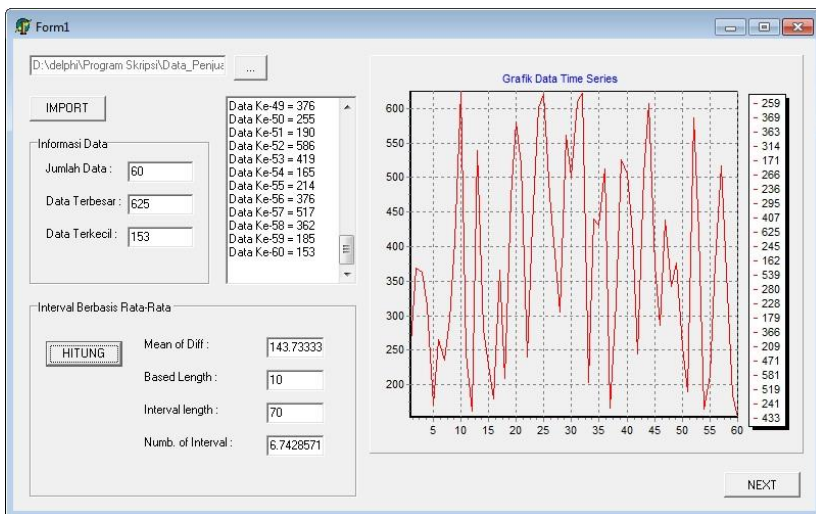 Form1
D:\delphi\Program Skripsi\Data_Penjua
...
IMPORT
Informasi Data
Jumlah Data : 60
Data Terbesar : 625
Data Terkecil : 153
Data Ke-49 = 376
Data Ke-50 = 255
Data Ke-51 = 190
Data Ke-52 = 586
Data Ke-53 = 419
Data Ke-54 = 165
Data Ke-55 = 214
Data Ke-56 = 376
Data Ke-57 = 517
Data Ke-58 = 362
Data Ke-59 = 185
Data Ke-60 = 153
Interval Berbasis Rata-Rata
HITUNG
Mean of Diff : 143.73333
Based Length : 10
Interval length : 70
Numb. of Interval : 6.7428571
Grafik Data Time Series
600
550
500
450
400
350
300
250
200
5 10 15 20 25 30 35 40 45 50 55 60
259
369
363
314
171
266
236
295
407
625
245
162
539
280
228
179
366
209
471
581
519
241
433
NEXT